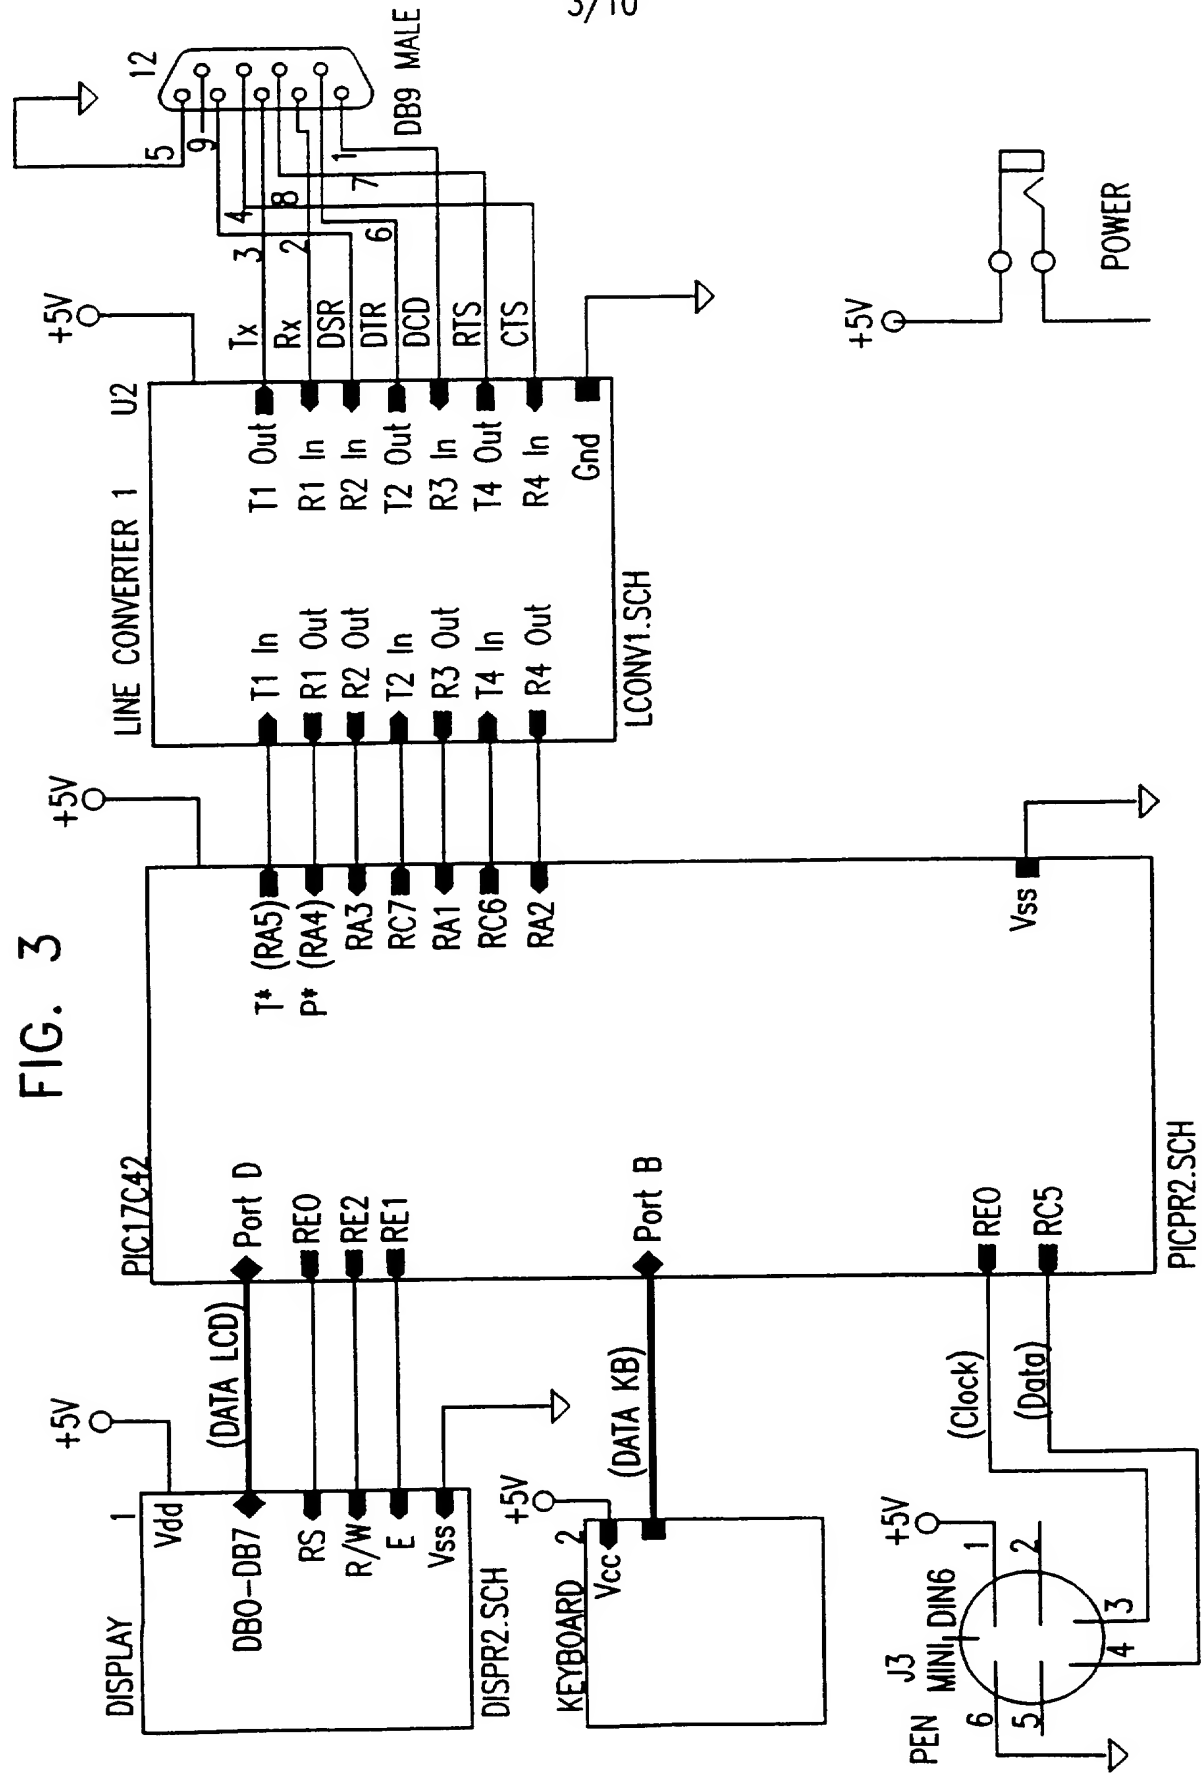 3/10
FIG. 3
DISPLAY
1
+5V
Vdd
DB0-DB7
RS
R/W
E
Vss
DISPR2.SCH
(DATA LCD)
KEYBOARD
2
+5V
Vcc
(DATA KB)
PEN
J3
MINI DIN6
+5V
1
2
3
4
5
6
(Clock)
(Data)
PIC17C42
+5V
Port D
RE0
RE2
RE1
Port B
RE0
RC5
T* (RA5)
P* (RA4)
RA3
RC7
RA1
RC6
RA2
Vss
PICPR2.SCH
LINE CONVERTER 1
U2
+5V
T1 In
R1 Out
R2 Out
T2 In
R3 Out
T4 In
R4 Out
T1 Out
R1 In
R2 In
T2 Out
R3 In
T4 Out
R4 In
Gnd
LCONV1.SCH
Tx
Rx
DSR
DTR
DCD
RTS
CTS
3
2
6
4
8
7
1
5
9
12
DB9 MALE
+5V
POWER